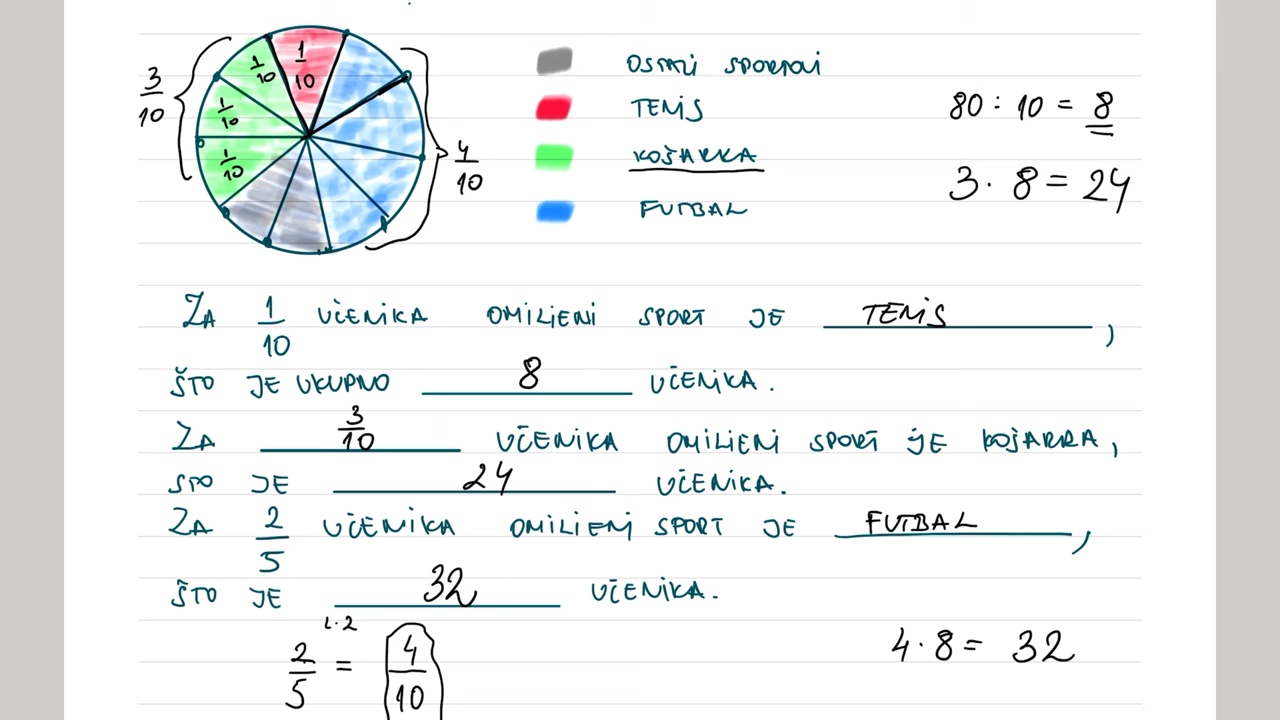 1/10
1/10
1/10
1/10
3/10
4/10
OSTALI SPORTOVI
TENIS
KOŠARKA
FUTBAL
80 : 10 = 8
3 · 8 = 24
ZA 1/10 UČENIKA OMILJENI SPORT JE TENIS,
ŠTO JE UKUPNO 8 UČENIKA.
ZA 3/10 UČENIKA OMILJENI SPORT JE KOŠARKA,
ŠTO JE 24 UČENIKA.
ZA 2/5 UČENIKA OMILJENI SPORT JE FUTBAL,
ŠTO JE 32 UČENIKA.
2/5 = 4/10
4 · 8 = 32